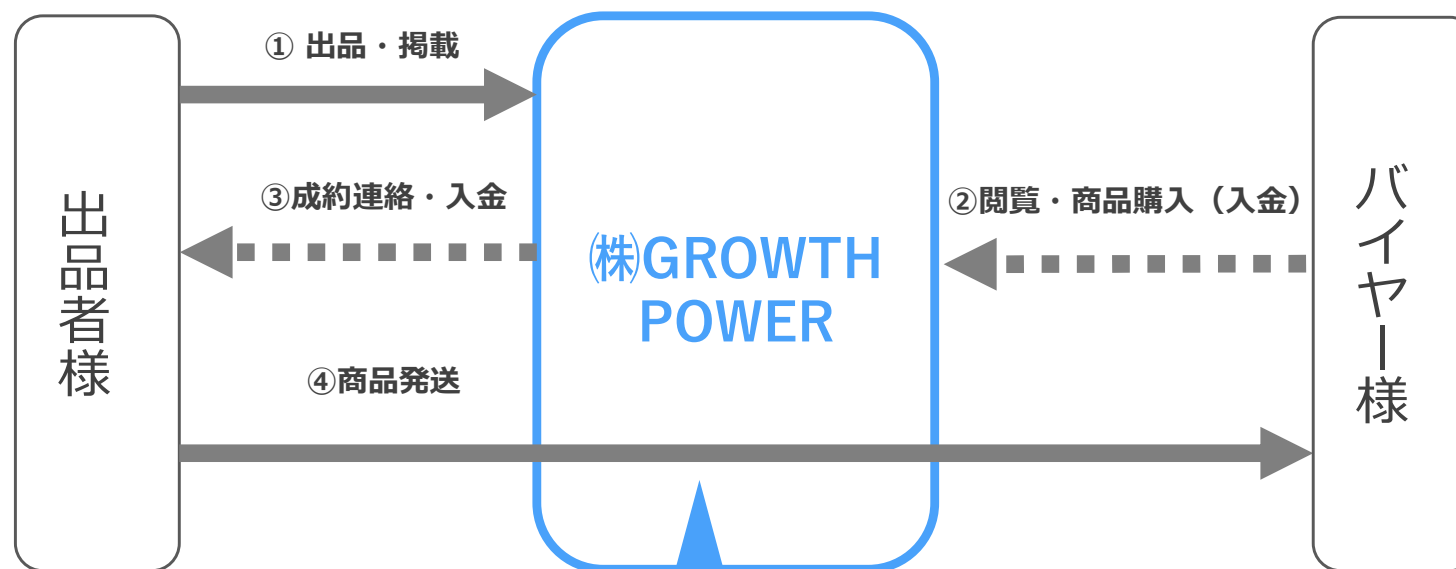 ① 出品・掲載
③成約連絡・入金
②閲覧・商品購入（入金）
出品者様
㈱GROWTH
POWER
バイヤー様
④商品発送